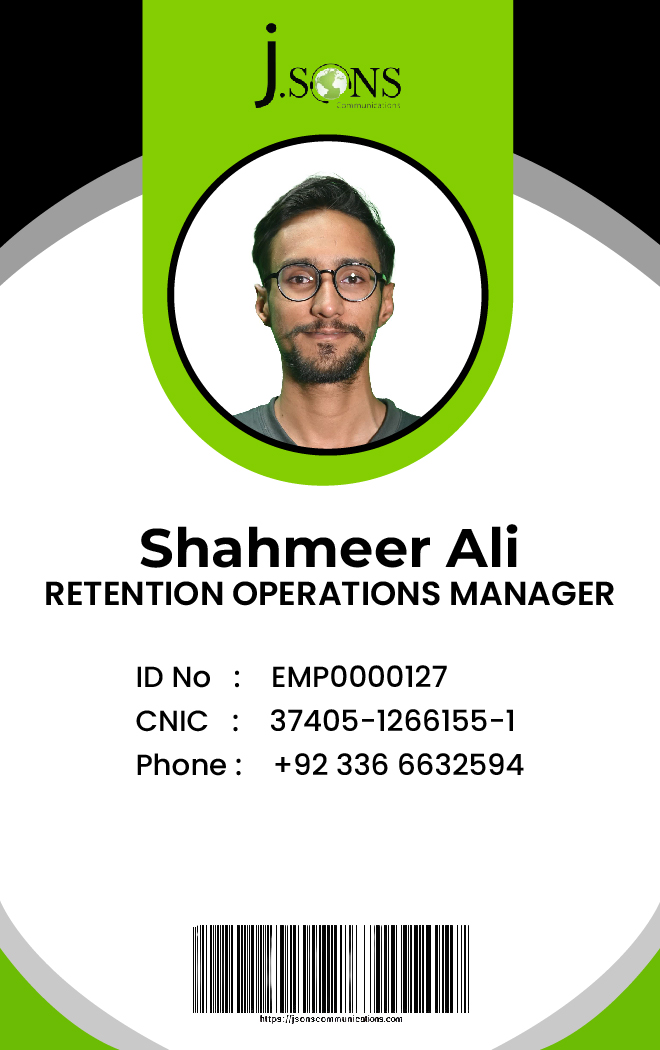 j.SONS
Communications
Shahmeer Ali
RETENTION OPERATIONS MANAGER
ID No : EMP0000127
CNIC : 37405-1266155-1
Phone : +92 336 6632594
https://jsonscommunications.com